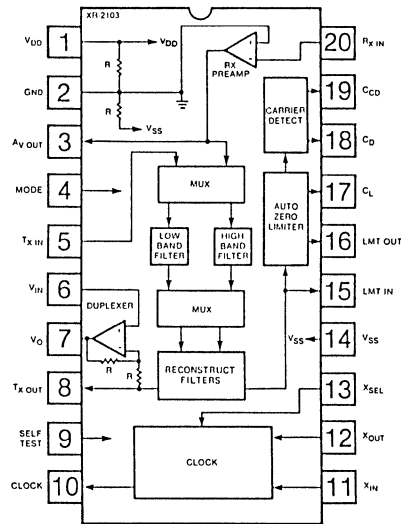 XR 2103
VDD 1 VDD 20 RX IN
R
RX PREAMP
GND 2 19 CCD
R
CARRIER DETECT
VSS
AV OUT 3 18 CD
MODE 4 MUX 17 CL
AUTO ZERO LIMITER
TX IN 5 LOW BAND FILTER HIGH BAND FILTER 16 LMT OUT
VIN 6 15 LMT IN
DUPLEXER
MUX
VO 7 VSS 14 VSS
R
R
TX OUT 8 RECONSTRUCT FILTERS 13 XSEL
SELF TEST 9 12 XOUT
CLOCK
CLOCK 10 11 XIN